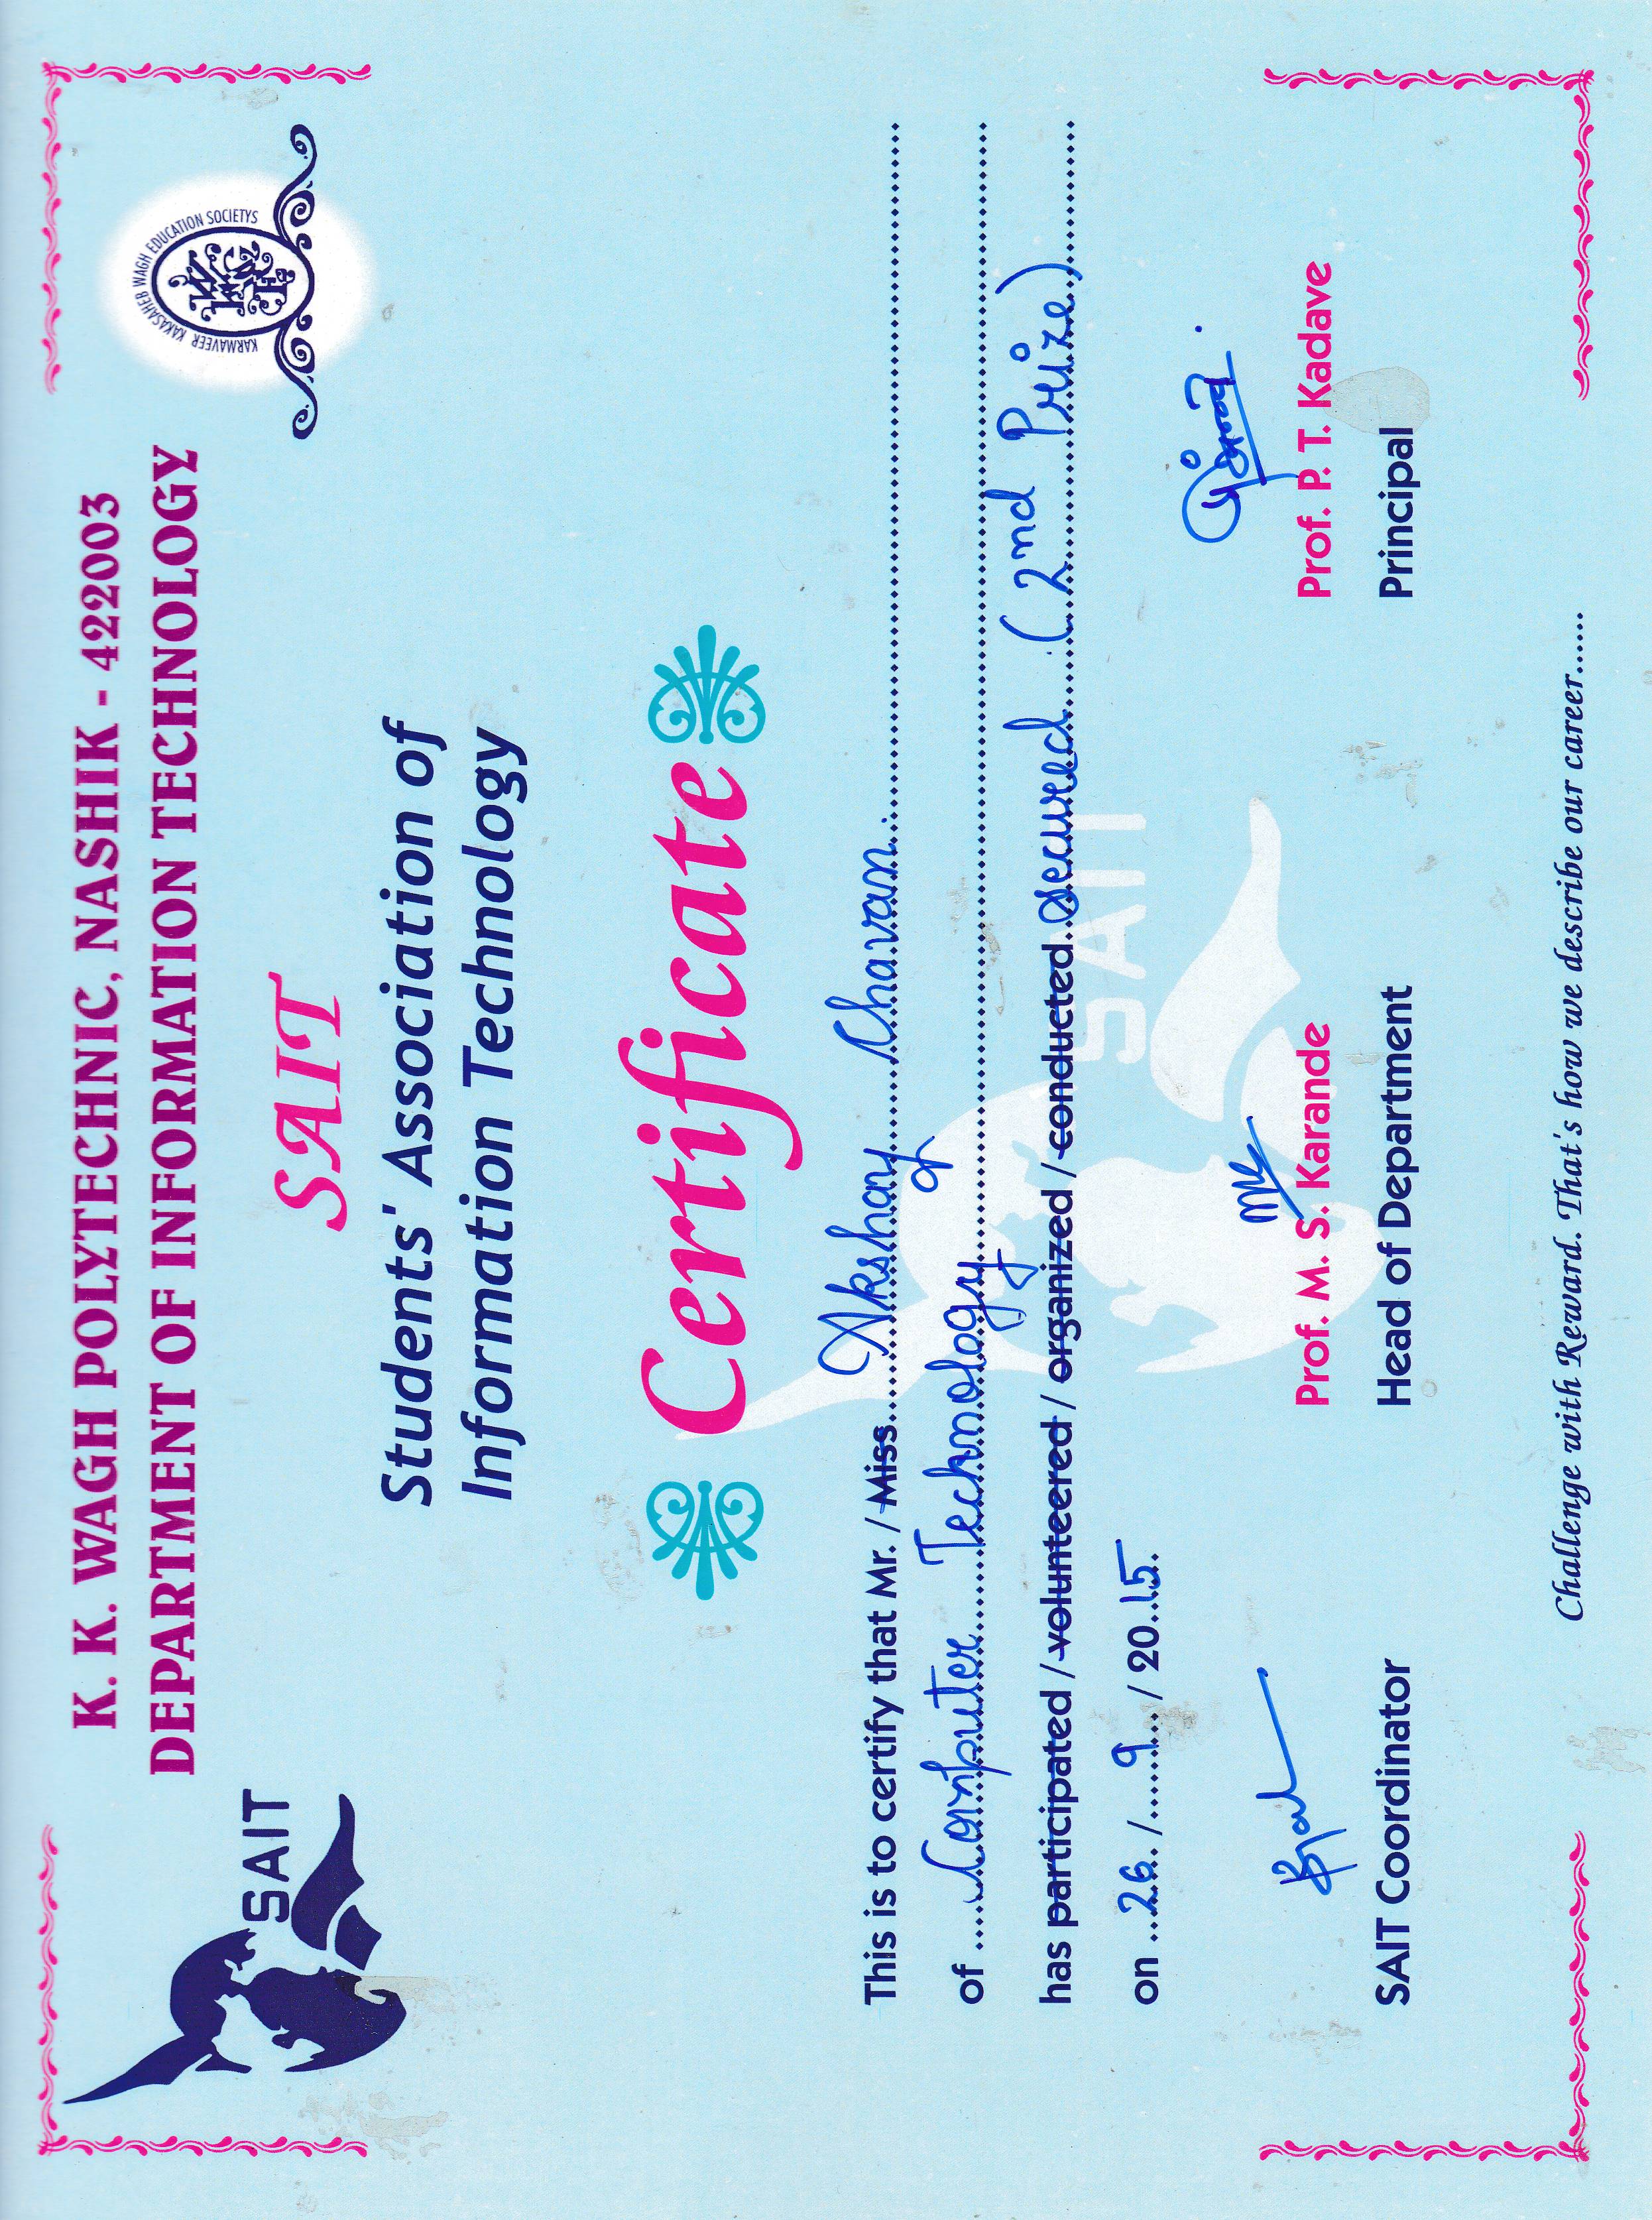 K. K. WAGH POLYTECHNIC, NASHIK - 422003
DEPARTMENT OF INFORMATION TECHNOLOGY
SAIT
KARMAVEER KAKASAHEB WAGH EDUCATION SOCIETYS
SAIT
Students' Association of
Information Technology
Certificate
This is to certify that Mr. / Miss Akshay Chavan
of Computer Technology
has participated / volunteered / organized / conducted secured (2nd Prize)
on 26 / 9 / 2015
SAIT
Prof. M. S. Karande
Prof. P. T. Kadave
SAIT Coordinator
Head of Department
Principal
Challenge with Reward. That's how we describe our career......